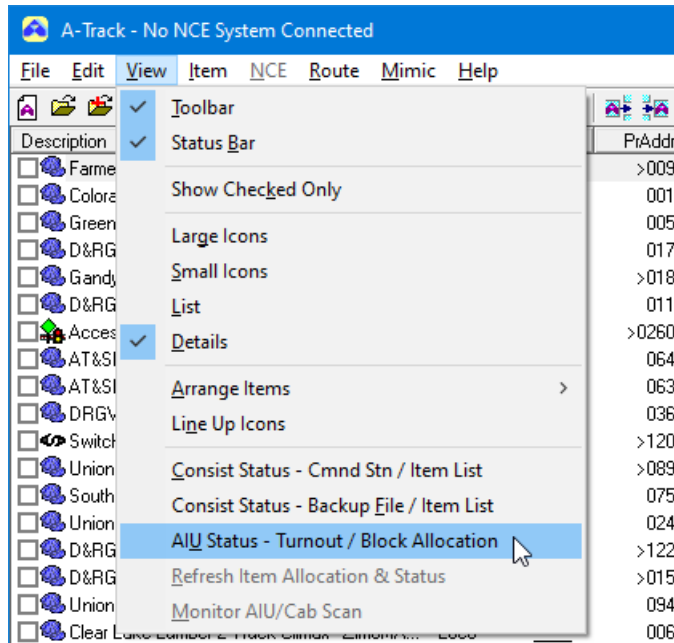 A-Track - No NCE System Connected
File Edit View Item NCE Route Mimic Help
Toolbar
Description PrAddr
Status Bar
Farme >009
Show Checked Only
Colora 001
Green 005
Large Icons
D&RG 017
Small Icons
Gandy >018
List
D&RG 011
Details
Acces >0260
AT&SI 064
Arrange Items >
AT&SI 063
Line Up Icons
DRGV 036
Switch >120
Consist Status - Cmnd Stn / Item List
Union >089
Consist Status - Backup File / Item List
South 075
AIU Status - Turnout / Block Allocation
Union 024
D&RG >122
Refresh Item Allocation & Status
D&RG >015
Monitor AIU/Cab Scan
Union 094
Clear Lake Lumber 2 Track Climax 006